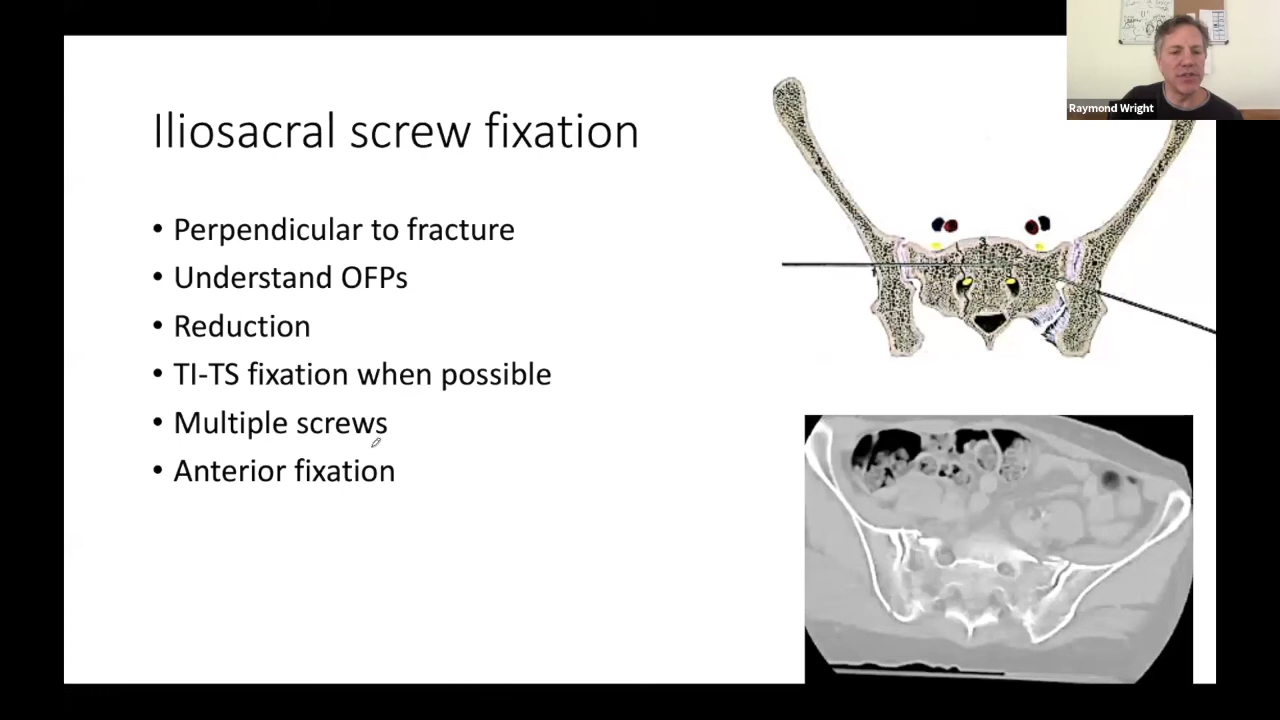 Iliosacral screw fixation
• Perpendicular to fracture
• Understand OFPs
• Reduction
• TI-TS fixation when possible
• Multiple screws
• Anterior fixation
Raymond Wright